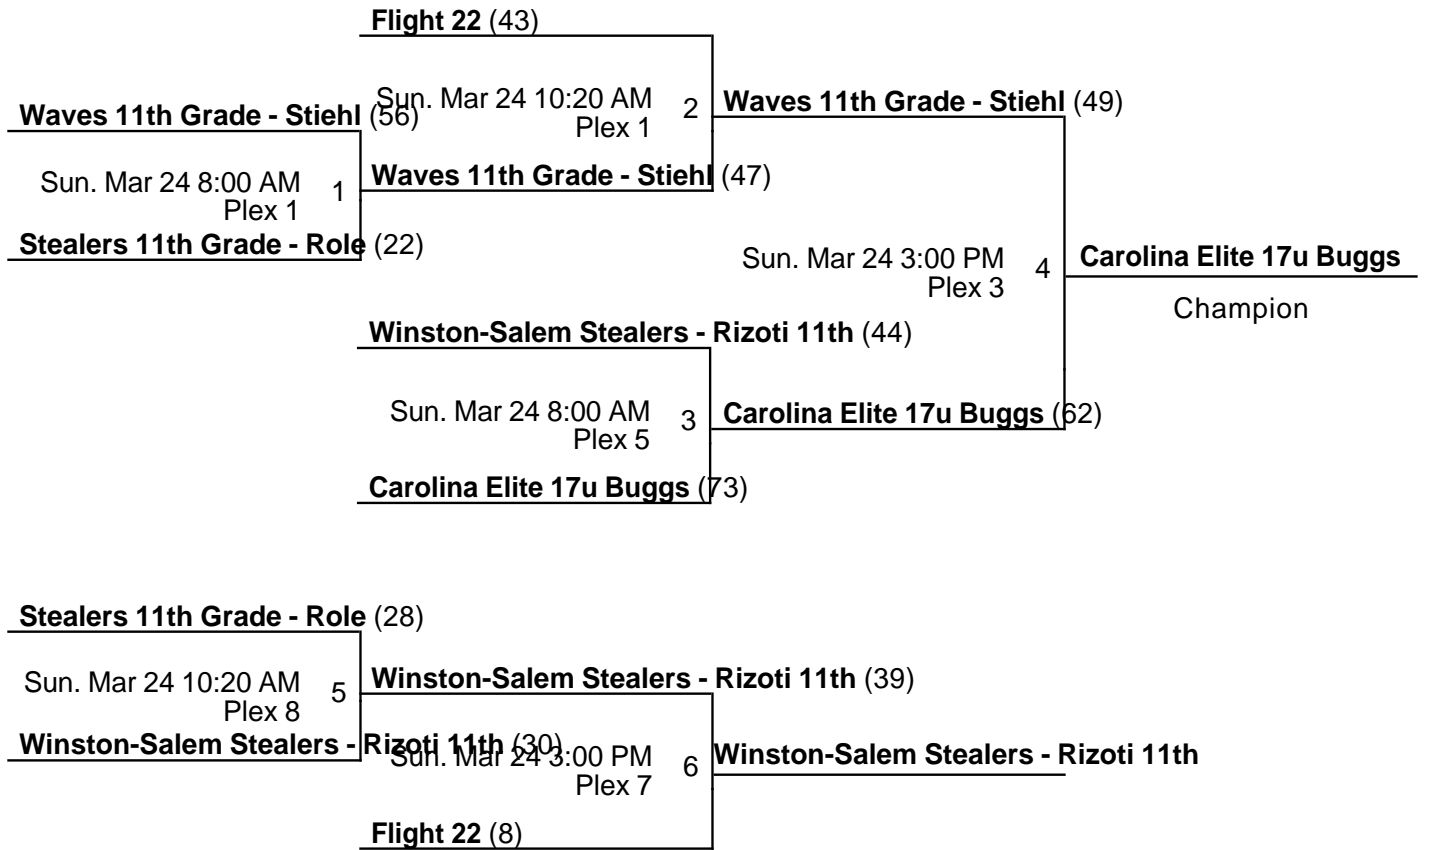 Flight 22 (43)
Sun. Mar 24 10:20 AM
Plex 1
2
Waves 11th Grade - Stiehl (49)
Waves 11th Grade - Stiehl (56)
Sun. Mar 24 8:00 AM
Plex 1
1
Waves 11th Grade - Stiehl (47)
Stealers 11th Grade - Role (22)
Sun. Mar 24 3:00 PM
Plex 3
4
Carolina Elite 17u Buggs
Champion
Winston-Salem Stealers - Rizoti 11th (44)
Sun. Mar 24 8:00 AM
Plex 5
3
Carolina Elite 17u Buggs (62)
Carolina Elite 17u Buggs (73)
Stealers 11th Grade - Role (28)
Sun. Mar 24 10:20 AM
Plex 8
5
Winston-Salem Stealers - Rizoti 11th (39)
Winston-Salem Stealers - Rizoti 11th (30)
Sun. Mar 24 3:00 PM
Plex 7
6
Winston-Salem Stealers - Rizoti 11th
Flight 22 (8)